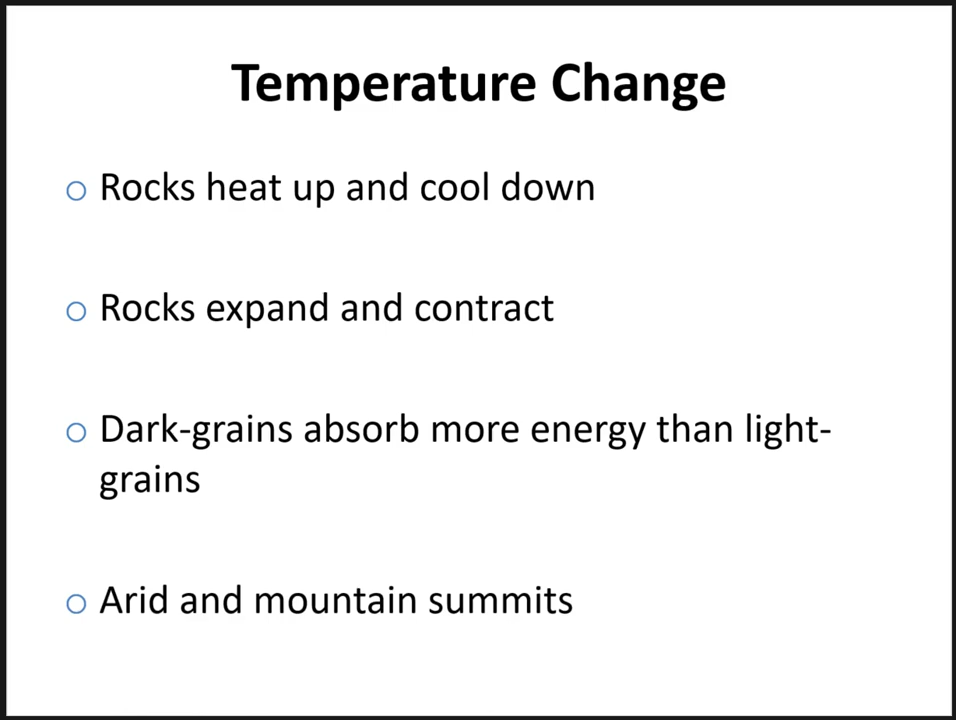 Temperature Change
○ Rocks heat up and cool down
○ Rocks expand and contract
○ Dark-grains absorb more energy than light-
grains
○ Arid and mountain summits